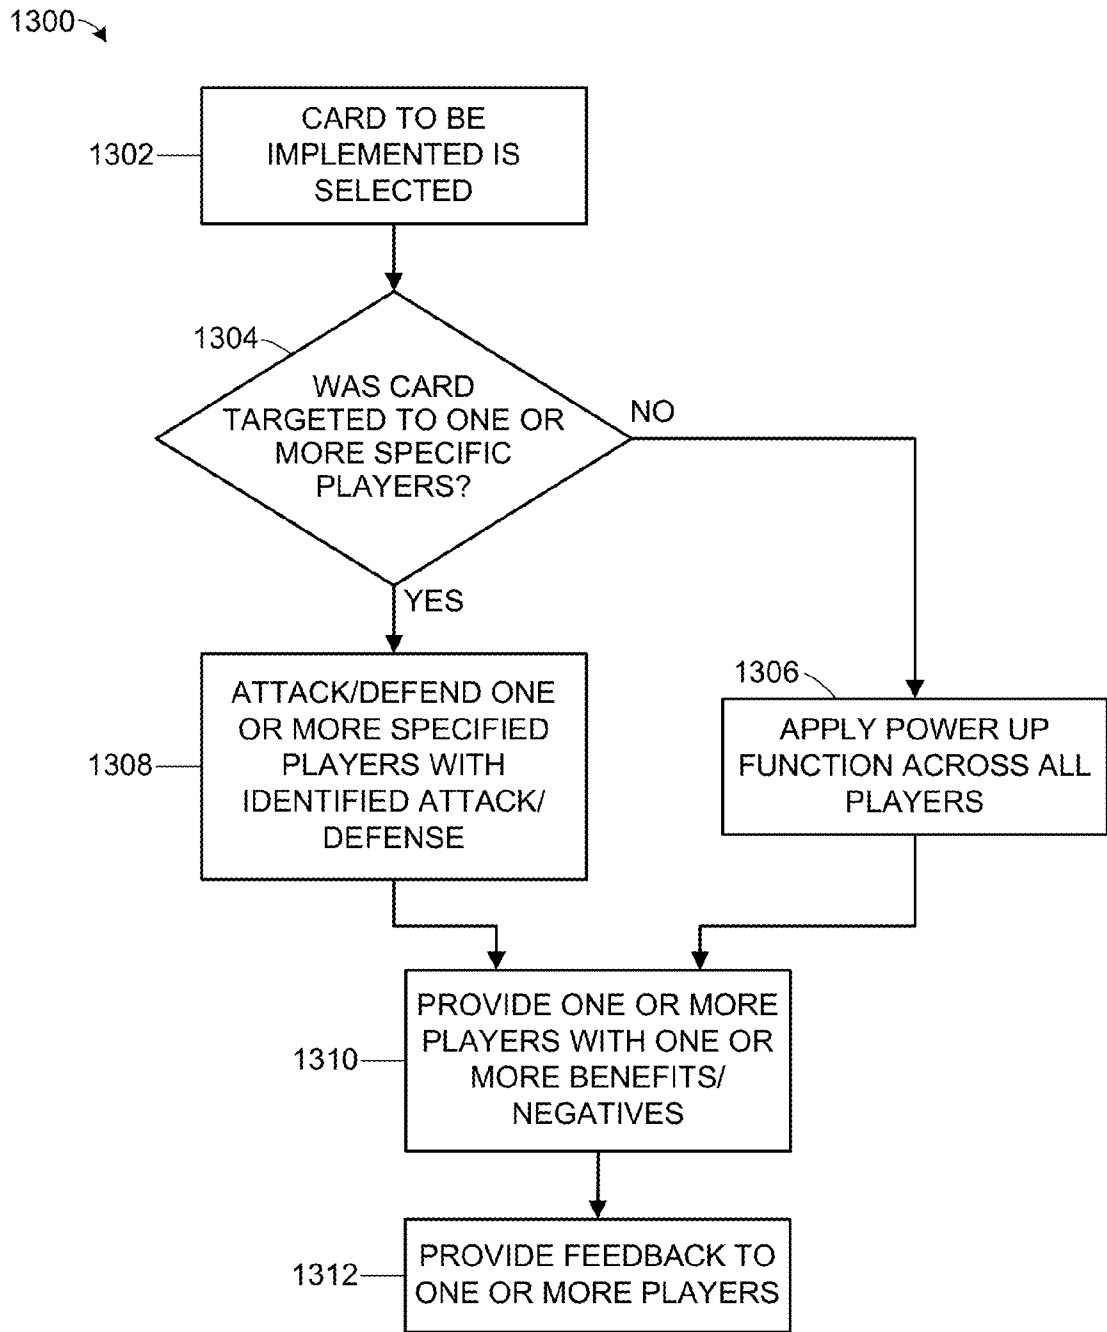 1300
CARD TO BE
IMPLEMENTED IS
SELECTED
1302
1304
WAS CARD
TARGETED TO ONE OR
MORE SPECIFIC
PLAYERS?
NO
YES
1306
APPLY POWER UP
FUNCTION ACROSS ALL
PLAYERS
1308
ATTACK/DEFEND ONE
OR MORE SPECIFIED
PLAYERS WITH
IDENTIFIED ATTACK/
DEFENSE
1310
PROVIDE ONE OR MORE
PLAYERS WITH ONE OR
MORE BENEFITS/
NEGATIVES
1312
PROVIDE FEEDBACK TO
ONE OR MORE PLAYERS